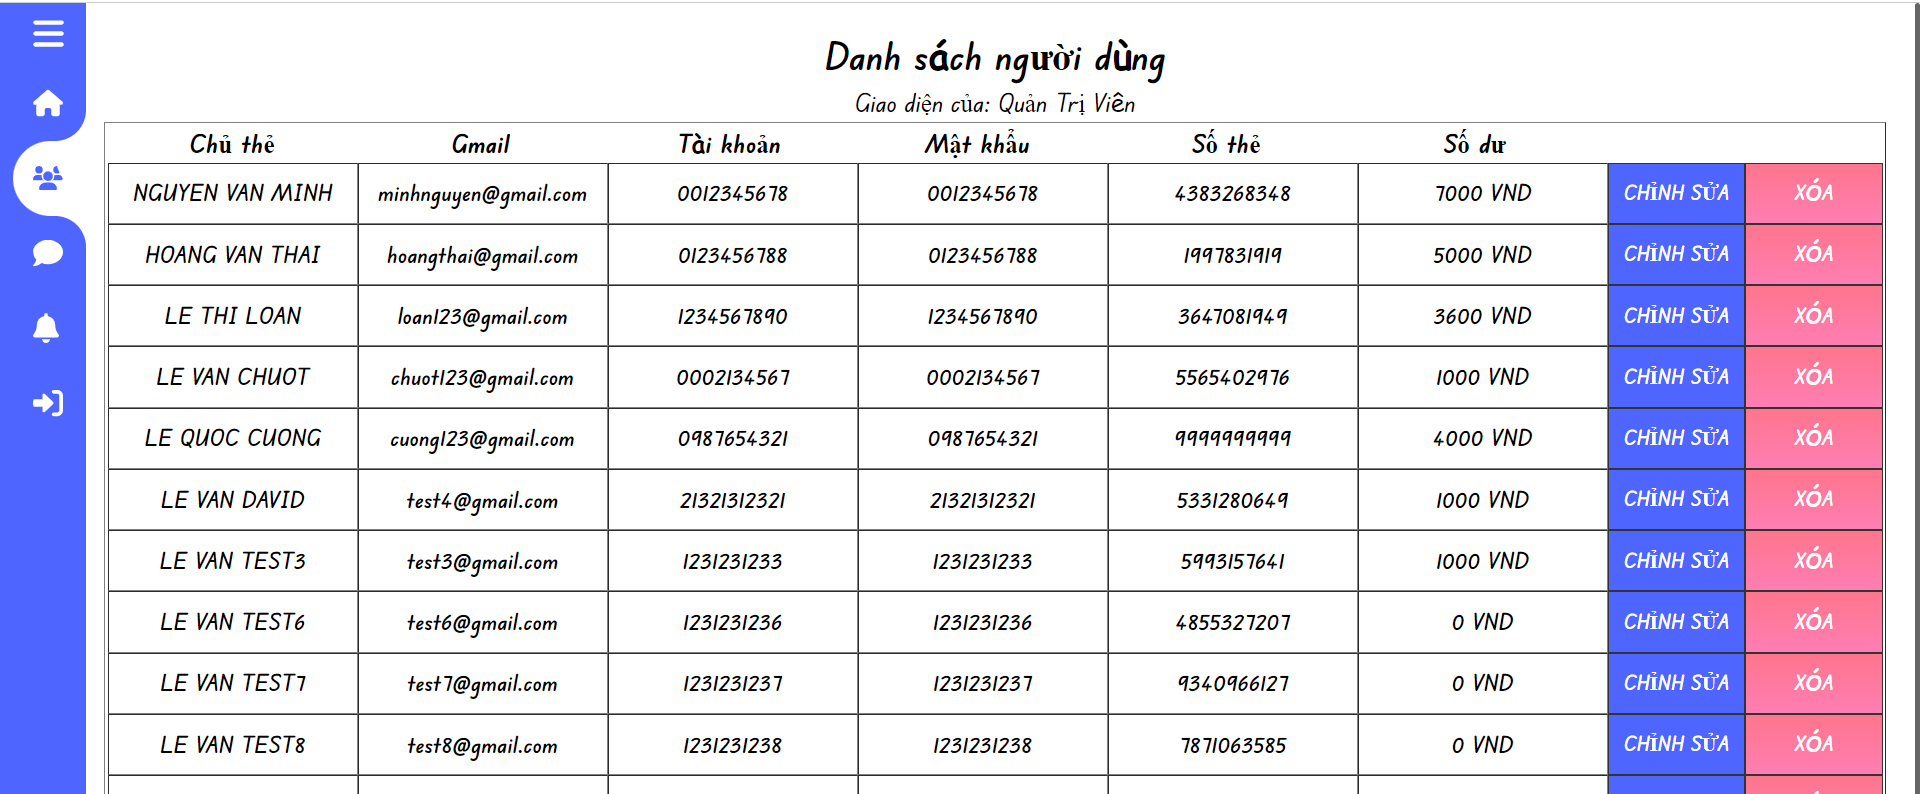 Danh sách người dùng
Giao diện của: Quản Trị Viên
Chủ thẻ Gmail Tài khoản Mật khẩu Số thẻ Số dư
NGUYEN VAN MINH minhnguyen@gmail.com 0012345678 0012345678 4383268348 7000 VND CHỈNH SỬA XÓA
HOANG VAN THAI hoangthai@gmail.com 0123456788 0123456788 1997831919 5000 VND CHỈNH SỬA XÓA
LE THI LOAN loan123@gmail.com 1234567890 1234567890 3647081949 3600 VND CHỈNH SỬA XÓA
LE VAN CHUOT chuot123@gmail.com 0002134567 0002134567 5565402976 1000 VND CHỈNH SỬA XÓA
LE QUOC CUONG cuong123@gmail.com 0987654321 0987654321 9999999999 4000 VND CHỈNH SỬA XÓA
LE VAN DAVID test4@gmail.com 21321312321 21321312321 5331280649 1000 VND CHỈNH SỬA XÓA
LE VAN TEST3 test3@gmail.com 1231231233 1231231233 5993157641 1000 VND CHỈNH SỬA XÓA
LE VAN TEST6 test6@gmail.com 1231231236 1231231236 4855327207 0 VND CHỈNH SỬA XÓA
LE VAN TEST7 test7@gmail.com 1231231237 1231231237 9340966127 0 VND CHỈNH SỬA XÓA
LE VAN TEST8 test8@gmail.com 1231231238 1231231238 7871063585 0 VND CHỈNH SỬA XÓA